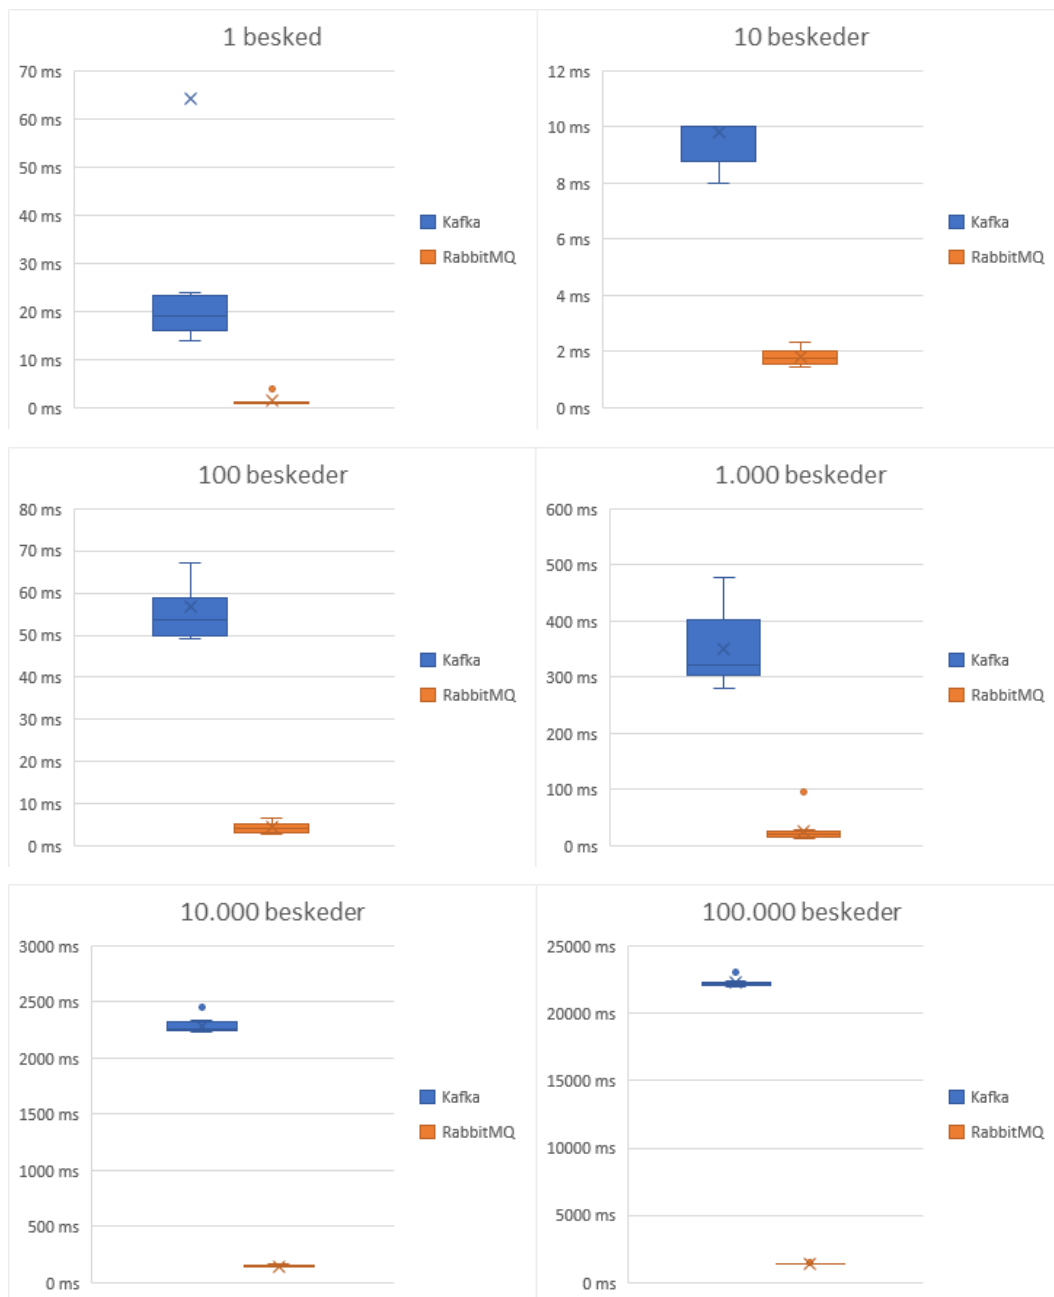 1 besked
70 ms
60 ms
50 ms
40 ms
30 ms
20 ms
10 ms
0 ms
Kafka
RabbitMQ
10 beskeder
12 ms
10 ms
8 ms
6 ms
4 ms
2 ms
0 ms
Kafka
RabbitMQ
100 beskeder
80 ms
70 ms
60 ms
50 ms
40 ms
30 ms
20 ms
10 ms
0 ms
Kafka
RabbitMQ
1.000 beskeder
600 ms
500 ms
400 ms
300 ms
200 ms
100 ms
0 ms
Kafka
RabbitMQ
10.000 beskeder
3000 ms
2500 ms
2000 ms
1500 ms
1000 ms
500 ms
0 ms
Kafka
RabbitMQ
100.000 beskeder
25000 ms
20000 ms
15000 ms
10000 ms
5000 ms
0 ms
Kafka
RabbitMQ